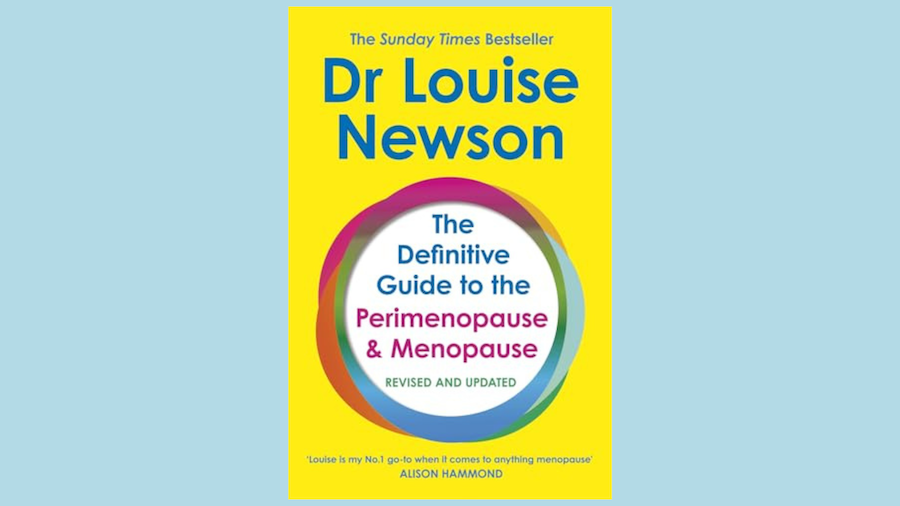 The Sunday Times Bestseller
Dr Louise
Newson
The
Definitive
Guide to the
Perimenopause
& Menopause
REVISED AND UPDATED
‘Louise is my No.1 go-to when it comes to anything menopause’
ALISON HAMMOND